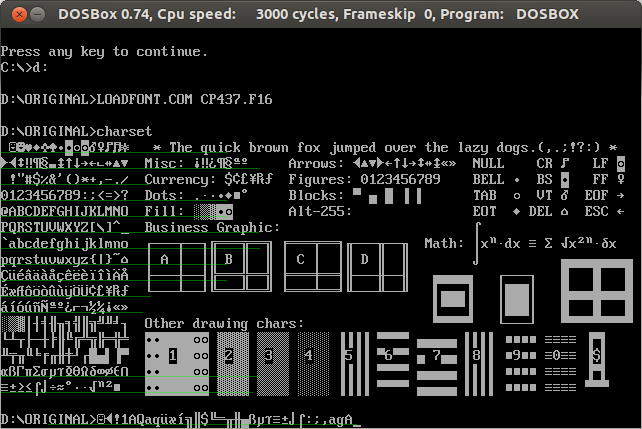 DOSBox 0.74, Cpu speed:     3000 cycles, Frameskip  0, Program:   DOSBOX
Press any key to continue.
C:\>d:
D:\ORIGINAL>LOADFONT.COM CP437.F16
D:\ORIGINAL>charset
* The quick brown fox jumped over the lazy dogs.(,.;!?:) *
Misc: ¡‼¿¶§ªº   Arrows: ◄▲▼►←↑→↓↔↕«»   NULL   CR ♪   LF ◙
!"#$%&'()*+,-./   Currency: $¢£¥₧ƒ   Figures: 0123456789   BELL •   BS ◘   FF ♀
0123456789:;<=>?   Dots: .·∙•■°   Blocks: ▀ ▄ █ ▌ ▐   TAB ○   VT ♂   EOF →
@ABCDEFGHIJKLMNO   Fill: ░▒▓█◘◙   Alt-255:   EOT ♦   DEL ⌂   ESC ←
PQRSTUVWXYZ[\]^_   Business Graphic:
`abcdefghijklmno   Math: ∫xⁿ·dx ≡ Σ √x²ⁿ·δx
pqrstuvwxyz{|}~⌂   A   B   C   D
ÇüéâäàåçêëèïîìÄÅ
ÉæÆôöòûùÿÖÜ¢£¥₧ƒ
áíóúñÑªº¿⌐¬½¼¡«»
Other drawing chars:
1   2   3   4   5   6   7   8   9   0   $
αßΓπΣσµτΦΘΩδ∞φε∩
≡±≥≤⌠⌡÷≈°∙·√ⁿ²■
D:\ORIGINAL>